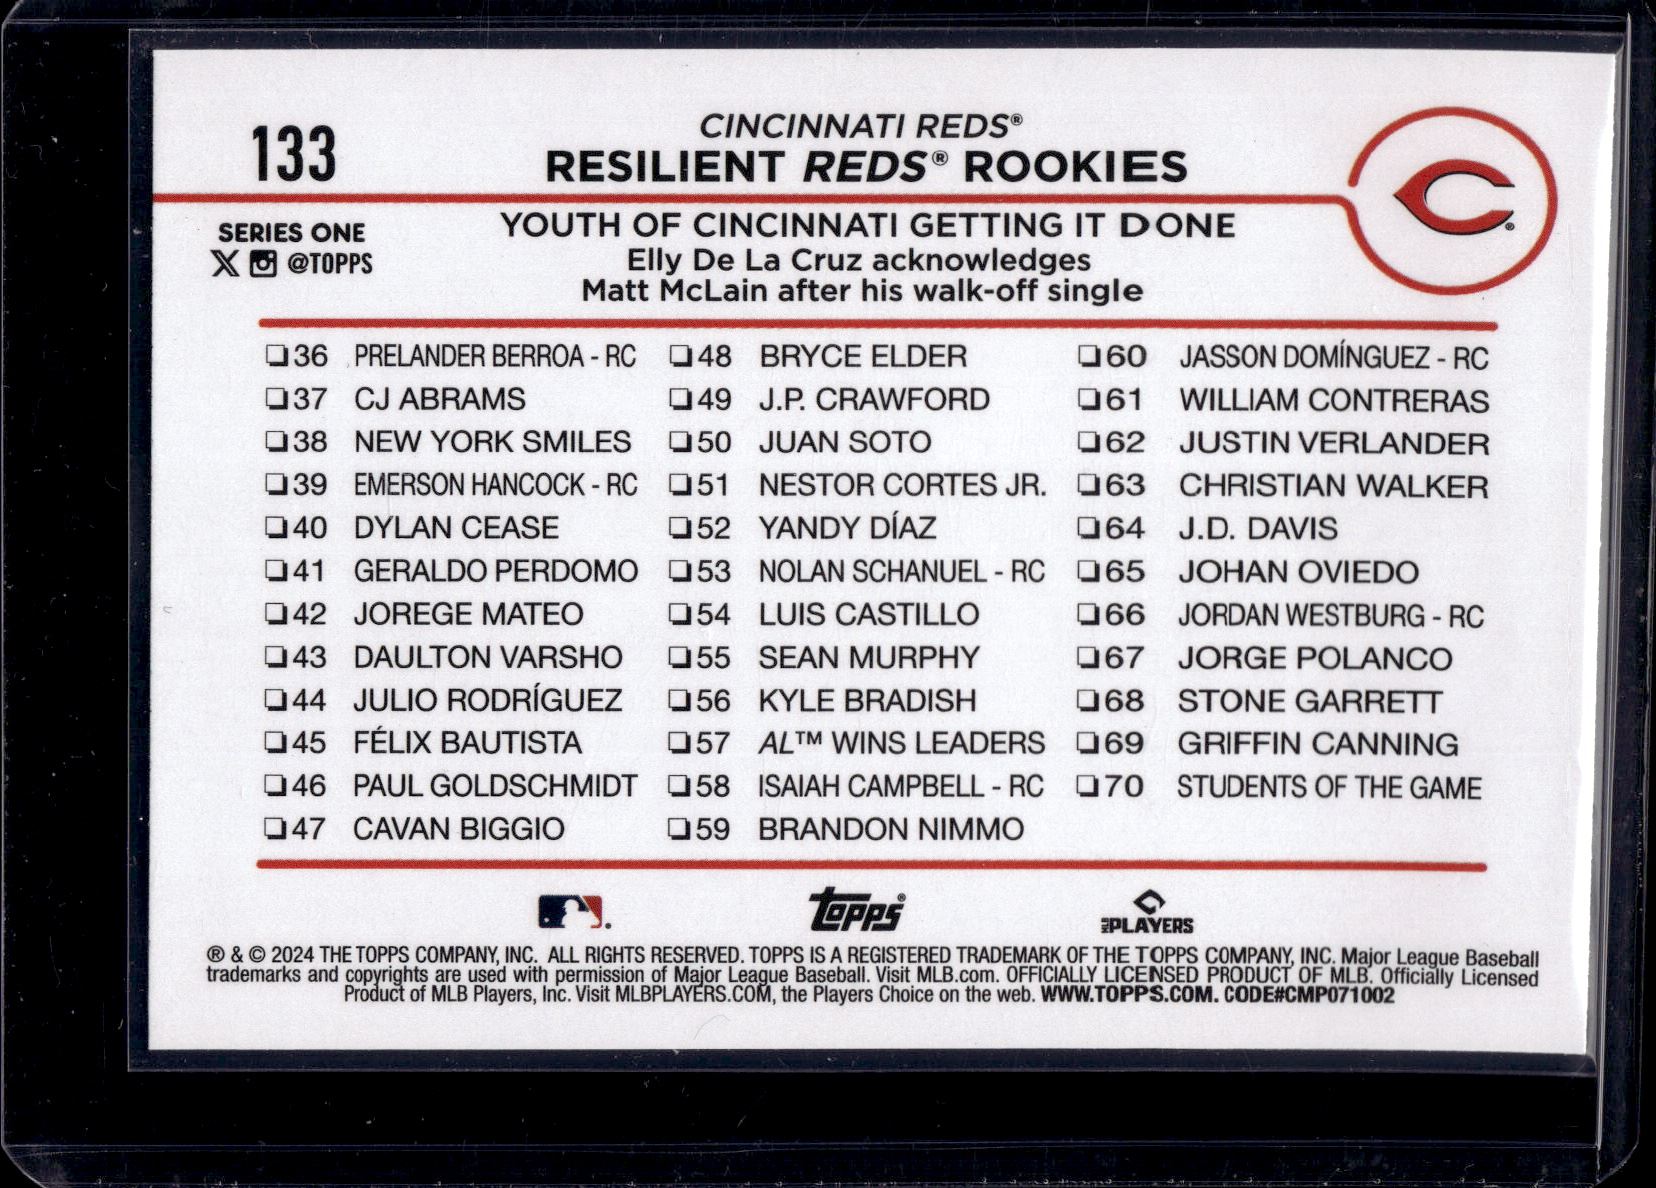 133
CINCINNATI REDS®
RESILIENT REDS® ROOKIES
SERIES ONE
@TOPPS
YOUTH OF CINCINNATI GETTING IT DONE
Elly De La Cruz acknowledges
Matt McLain after his walk-off single
36 PRELANDER BERROA - RC
37 CJ ABRAMS
38 NEW YORK SMILES
39 EMERSON HANCOCK - RC
40 DYLAN CEASE
41 GERALDO PERDOMO
42 JOREGE MATEO
43 DAULTON VARSHO
44 JULIO RODRÍGUEZ
45 FÉLIX BAUTISTA
46 PAUL GOLDSCHMIDT
47 CAVAN BIGGIO
48 BRYCE ELDER
49 J.P. CRAWFORD
50 JUAN SOTO
51 NESTOR CORTES JR.
52 YANDY DÍAZ
53 NOLAN SCHANUEL - RC
54 LUIS CASTILLO
55 SEAN MURPHY
56 KYLE BRADISH
57 AL™ WINS LEADERS
58 ISAIAH CAMPBELL - RC
59 BRANDON NIMMO
60 JASSON DOMÍNGUEZ - RC
61 WILLIAM CONTRERAS
62 JUSTIN VERLANDER
63 CHRISTIAN WALKER
64 J.D. DAVIS
65 JOHAN OVIEDO
66 JORDAN WESTBURG - RC
67 JORGE POLANCO
68 STONE GARRETT
69 GRIFFIN CANNING
70 STUDENTS OF THE GAME
Topps®
MLB PLAYERS
® & © 2024 THE TOPPS COMPANY, INC. ALL RIGHTS RESERVED. TOPPS IS A REGISTERED TRADEMARK OF THE TOPPS COMPANY, INC. Major League Baseball
trademarks and copyrights are used with permission of Major League Baseball. Visit MLB.com. OFFICIALLY LICENSED PRODUCT OF MLB. Officially Licensed
Product of MLB Players, Inc. Visit MLBPLAYERS.COM, the Players Choice on the web. WWW.TOPPS.COM. CODE#CMP071002